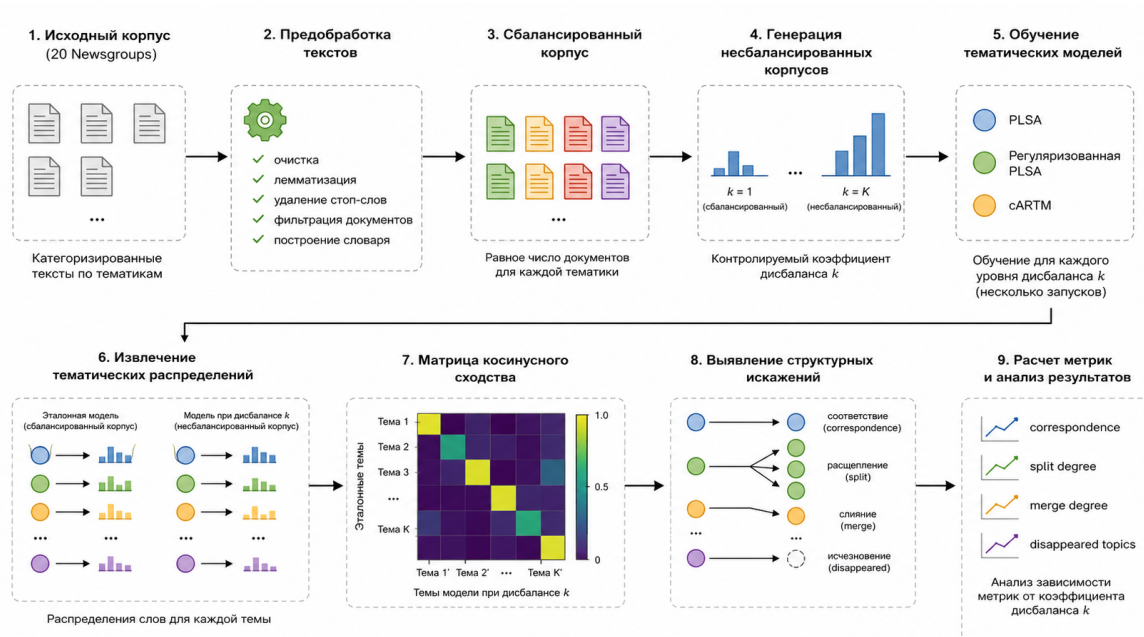 1. Исходный корпус
(20 Newsgroups)
...
Категоризированные
тексты по тематикам
2. Предобработка
текстов
очистка
лемматизация
удаление стоп-слов
фильтрация документов
построение словаря
3. Сбалансированный
корпус
...
Равное число документов
для каждой тематики
4. Генерация
несбалансированных
корпусов
...
k = 1
(сбалансированный)
k = K
(несбалансированный)
Контролируемый коэффициент
дисбаланса k
5. Обучение
тематических моделей
PLSA
Регуляризованная
PLSA
cARTM
Обучение для каждого
уровня дисбаланса k
(несколько запусков)
6. Извлечение
тематических распределений
Эталонная модель
(сбалансированный корпус)
Модель при дисбалансе k
(несбалансированный корпус)
... ... ... ...
Распределения слов для каждой темы
7. Матрица косинусного
сходства
Эталонные темы
Тема 1
Тема 2
Тема 3
...
Тема K
Тема 1' Тема 2' ... Тема K'
1.0
0.5
0
Темы модели при дисбалансе k
8. Выявление структурных
искажений
соответствие
(correspondence)
расщепление
(split)
слияние
(merge)
... ...
исчезновение
(disappeared)
9. Расчет метрик
и анализ результатов
correspondence
split degree
merge degree
disappeared topics
Анализ зависимости
метрик от коэффициента
дисбаланса k